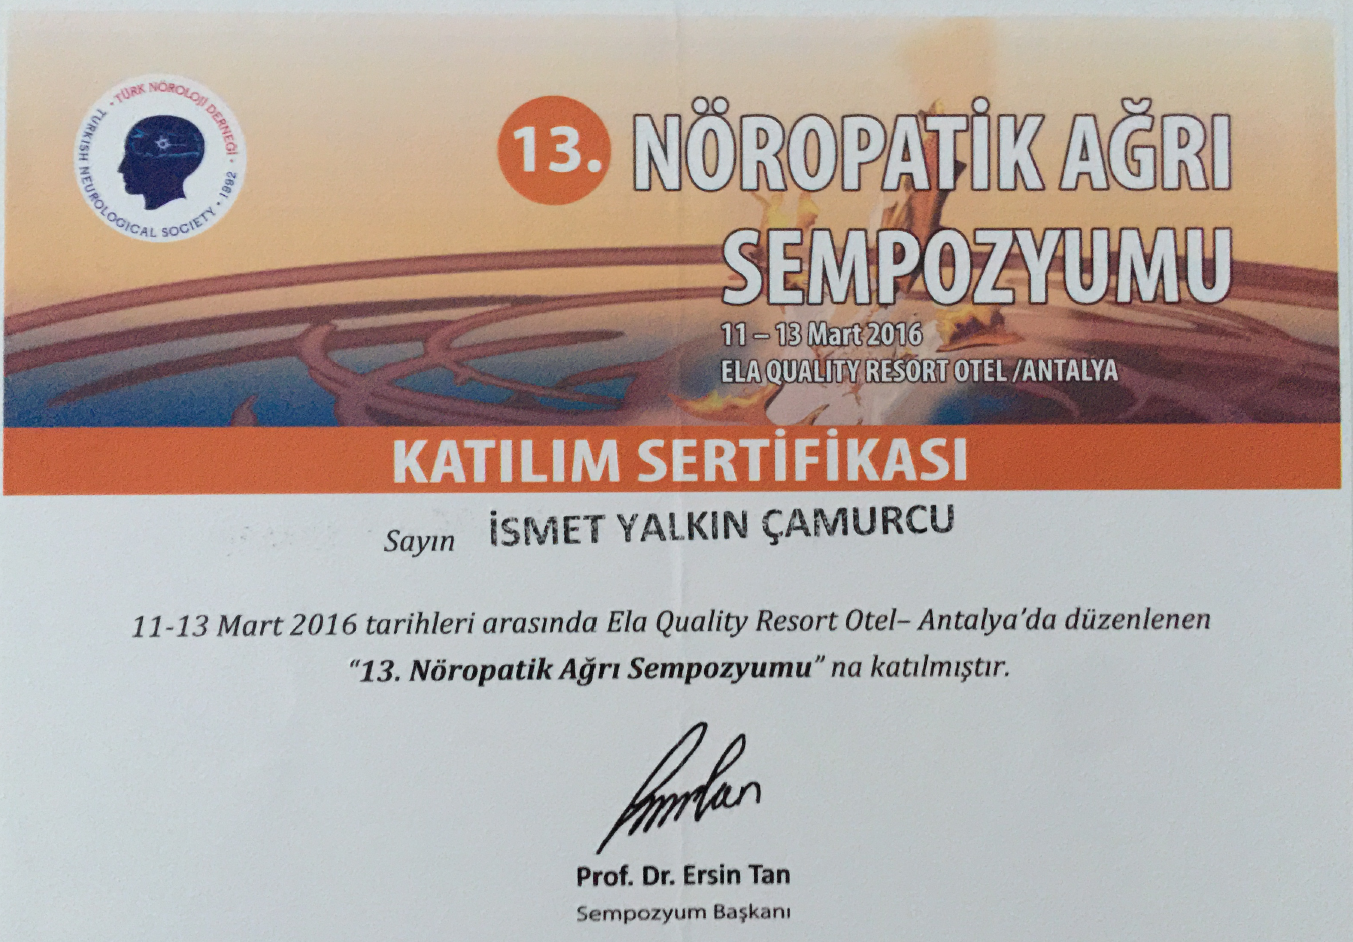 TÜRK NÖROLOJİ DERNEĞİ • 1992 •
TURKISH NEUROLOGICAL SOCIETY
13. NÖROPATİK AĞRI
SEMPOZYUMU
11 – 13 Mart 2016
ELA QUALITY RESORT OTEL /ANTALYA
KATILIM SERTİFİKASI
Sayın İSMET YALKIN ÇAMURCU
11-13 Mart 2016 tarihleri arasında Ela Quality Resort Otel– Antalya’da düzenlenen
“13. Nöropatik Ağrı Sempozyumu” na katılmıştır.
Prof. Dr. Ersin Tan
Sempozyum Başkanı